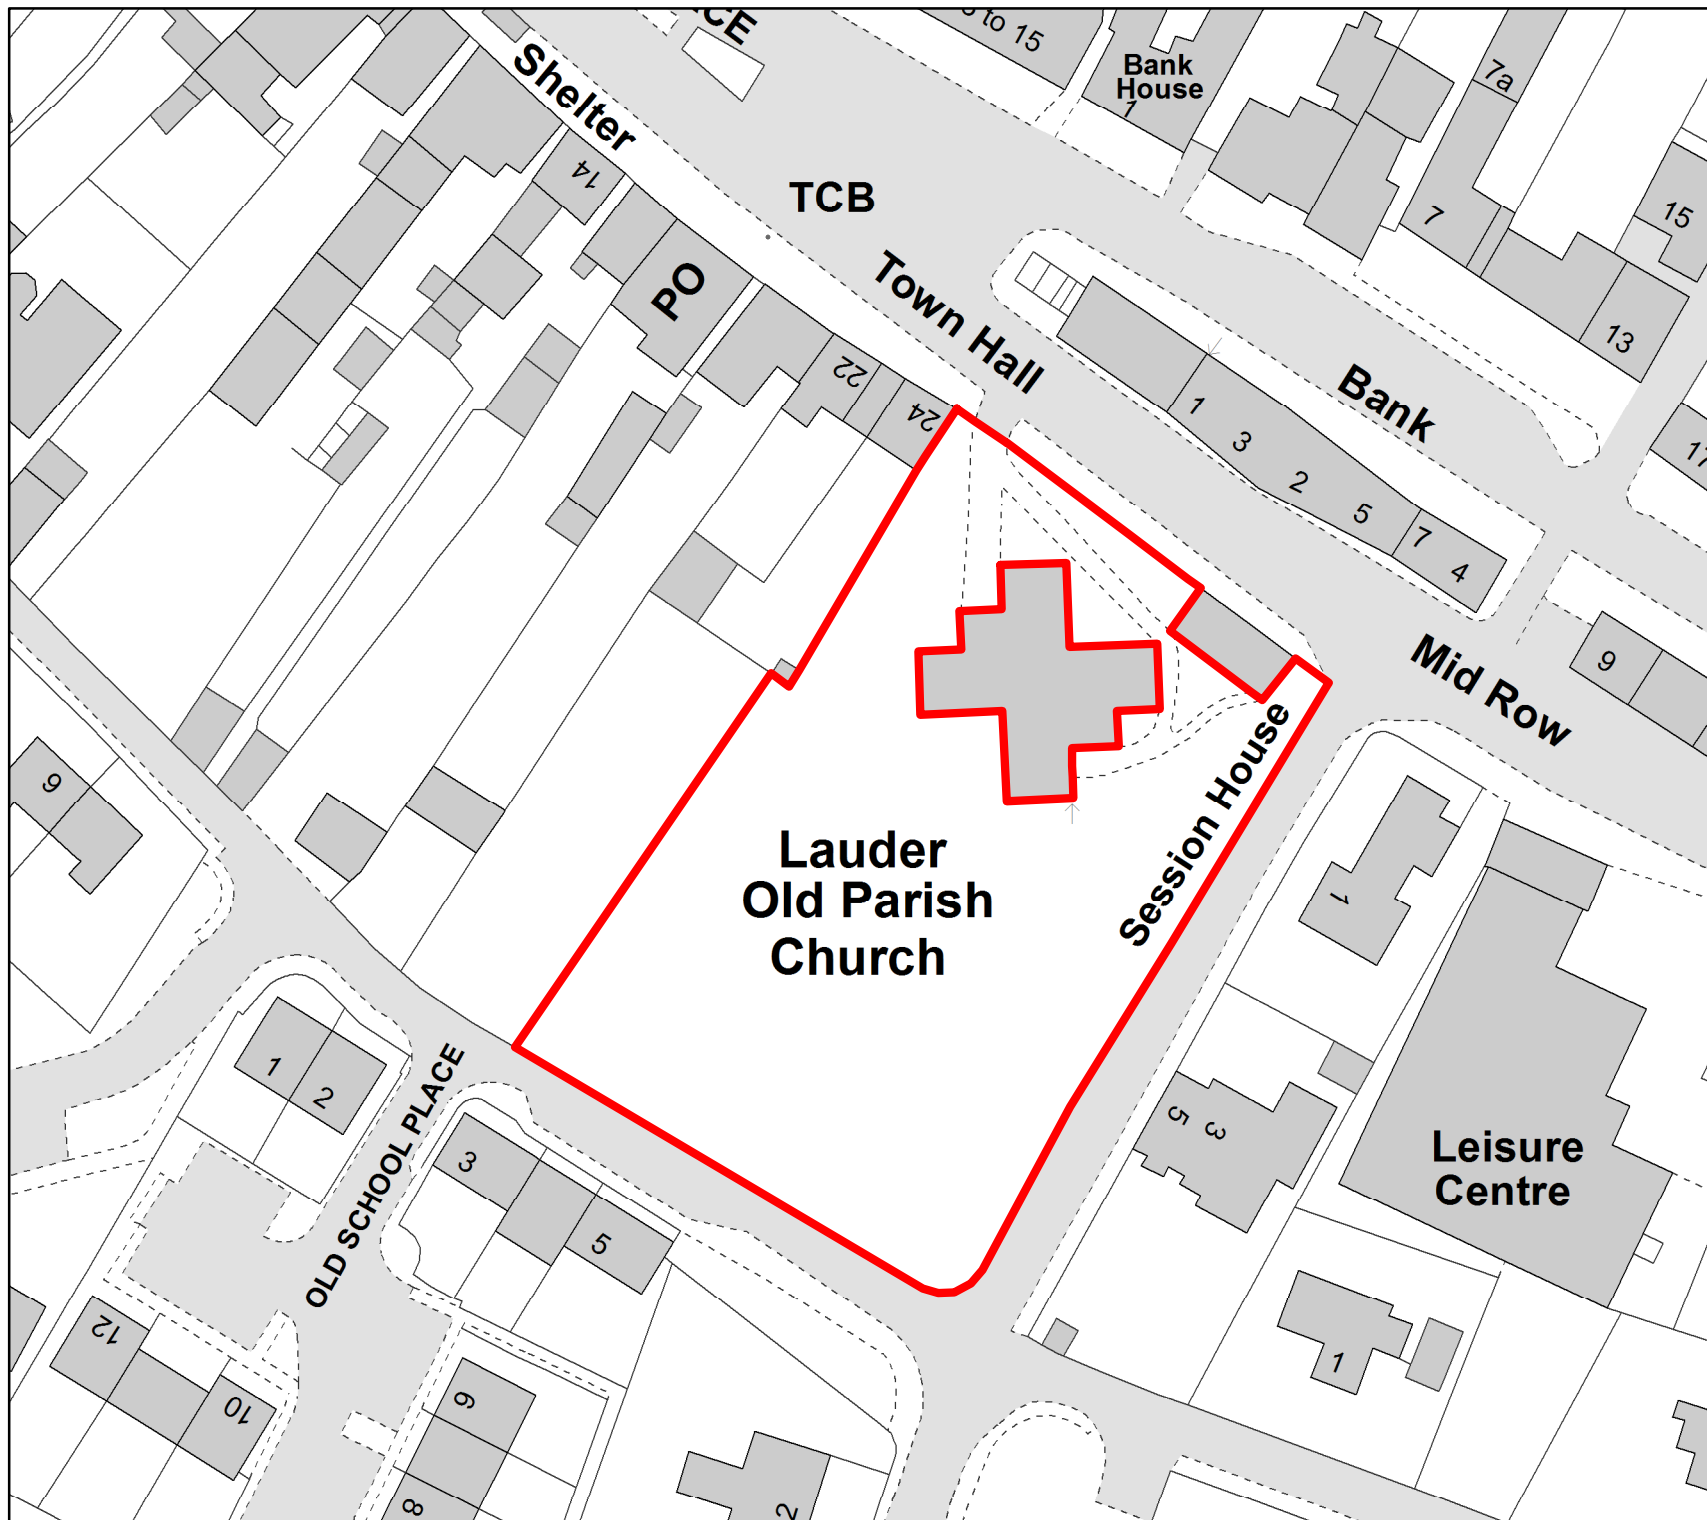 to 15
Bank
House
1
7a
Shelter
14
TCB
7
15
PO
Town Hall
13
22
24
Bank
17
1
3
2
5
7
4
9
Mid Row
9
Session House
Lauder
Old Parish
Church
1
1
2
OLD SCHOOL PLACE
3
5
5
3
Leisure
Centre
12
10
1
6
8
2